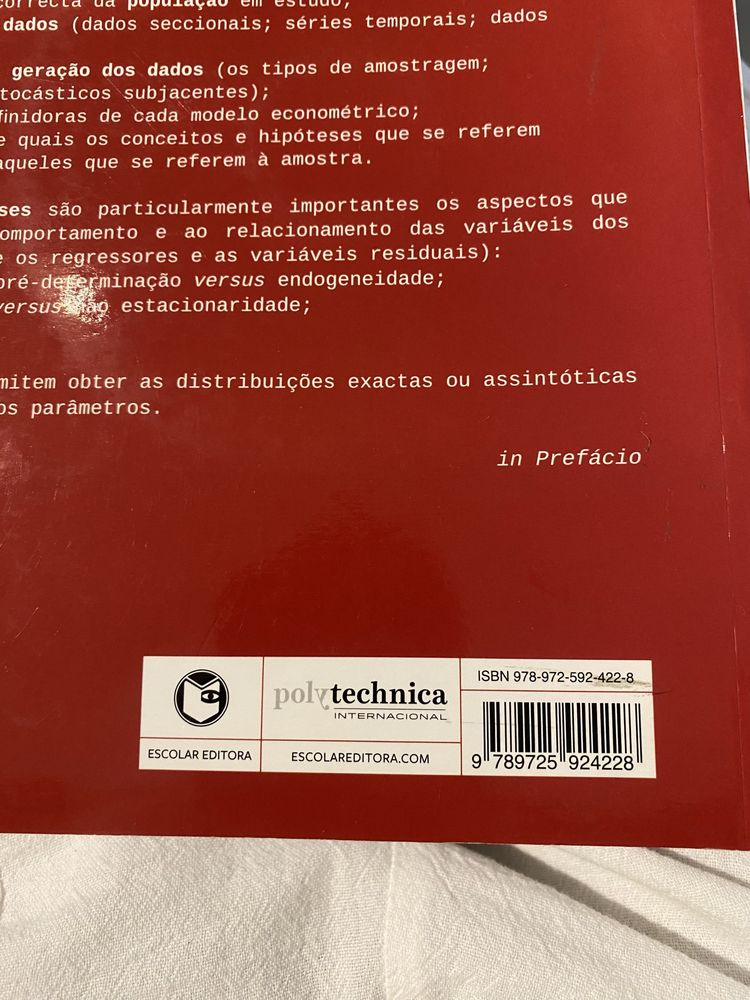 correcta da população em estudo;
dados (dados seccionais; séries temporais; dados
geração dos dados (os tipos de amostragem;
tocásticos subjacentes);
finidoras de cada modelo econométrico;
e quais os conceitos e hipóteses que se referem
aqueles que se referem à amostra.
ses são particularmente importantes os aspectos que
omportamento e ao relacionamento das variáveis dos
e os regressores e as variáveis residuais):
pré-determinação versus endogeneidade;
versus não estacionaridade;
mitem obter as distribuições exactas ou assintóticas
os parâmetros.
in Prefácio
ESCOLAR EDITORA
polytechnica
INTERNACIONAL
ESCOLAREDITORA.COM
ISBN 978-972-592-422-8
9 789725 924228